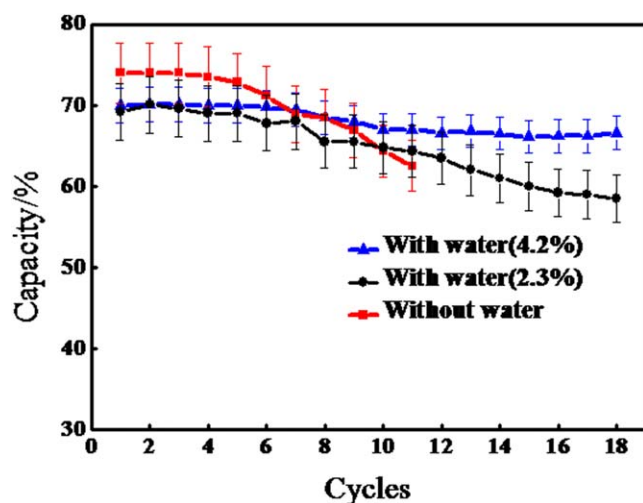 80
70
60
50
40
30
Capacity/%
With water(4.2%)
With water(2.3%)
Without water
0 2 4 6 8 10 12 14 16 18
Cycles